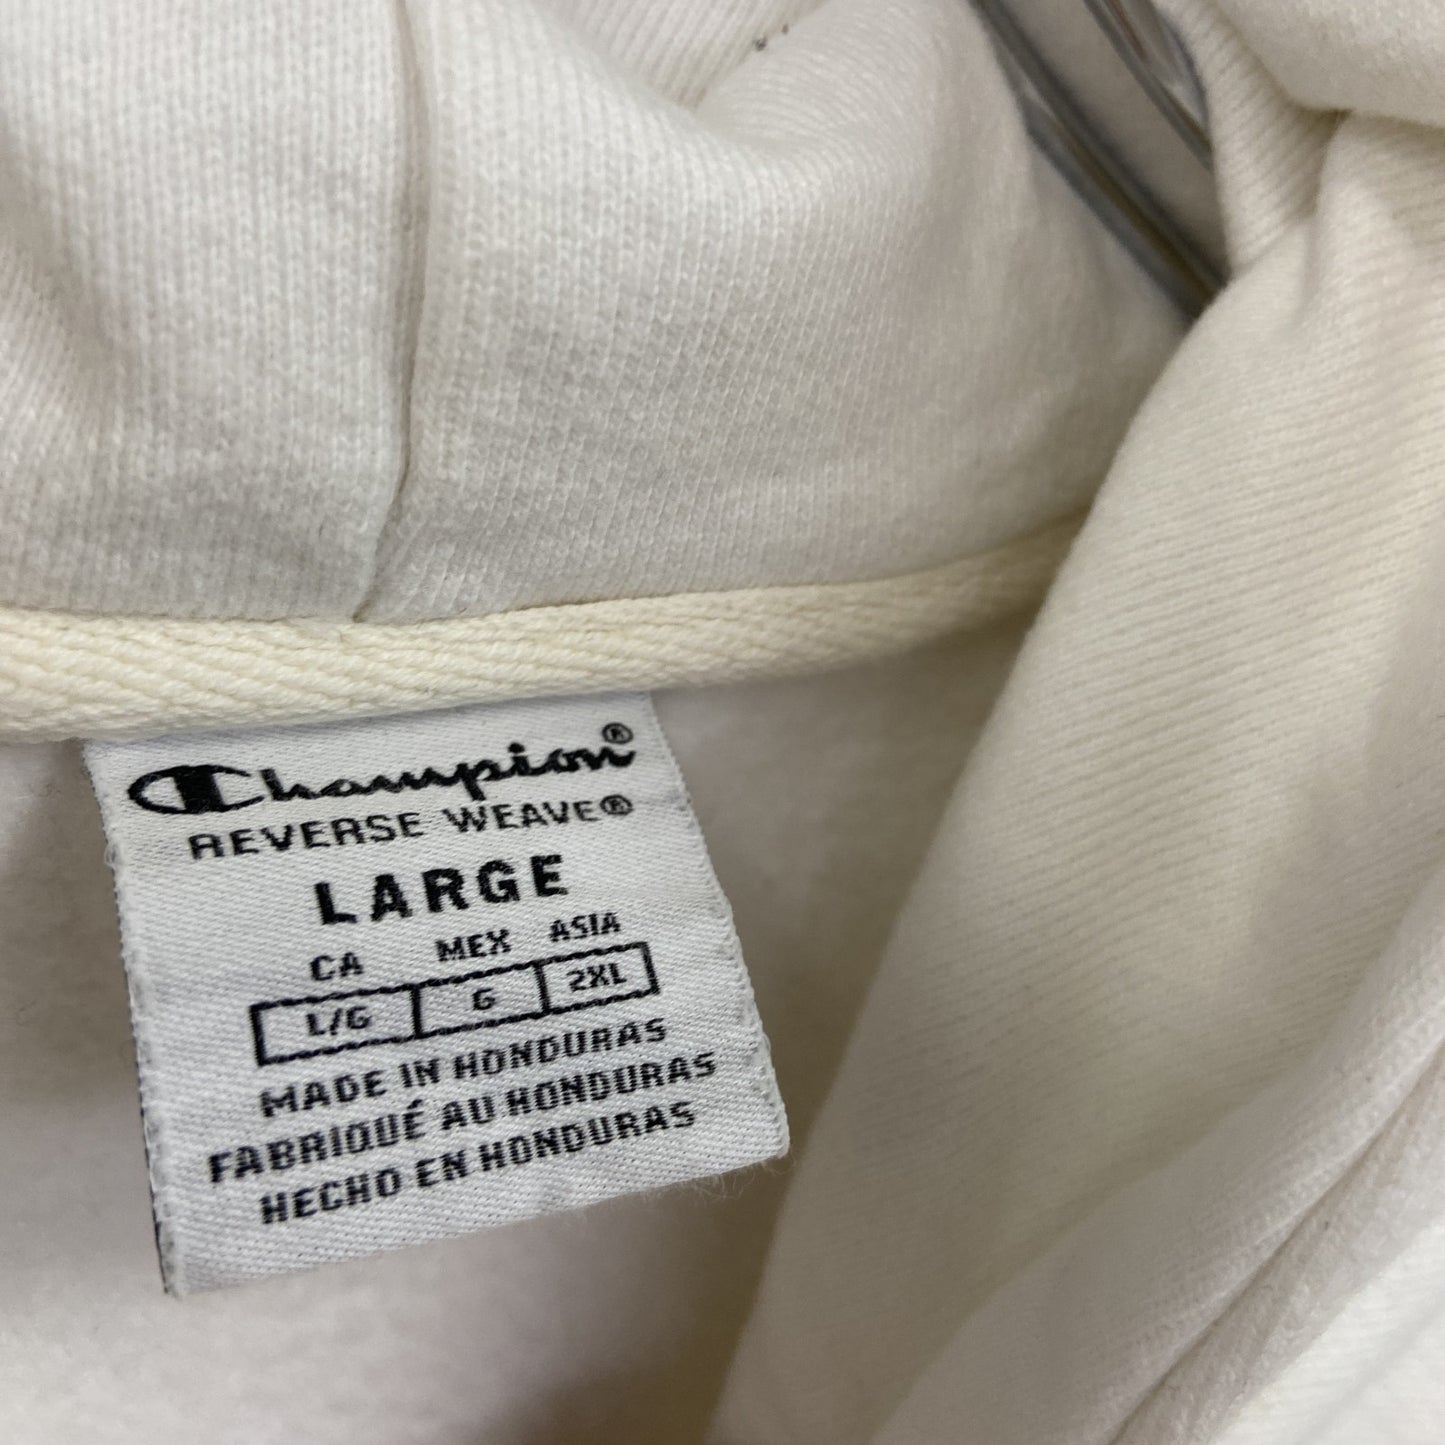 Champion®
REVERSE WEAVE®
LARGE
CA MEX ASIA
L/G G 2XL
MADE IN HONDURAS
FABRIQUÉ AU HONDURAS
HECHO EN HONDURAS